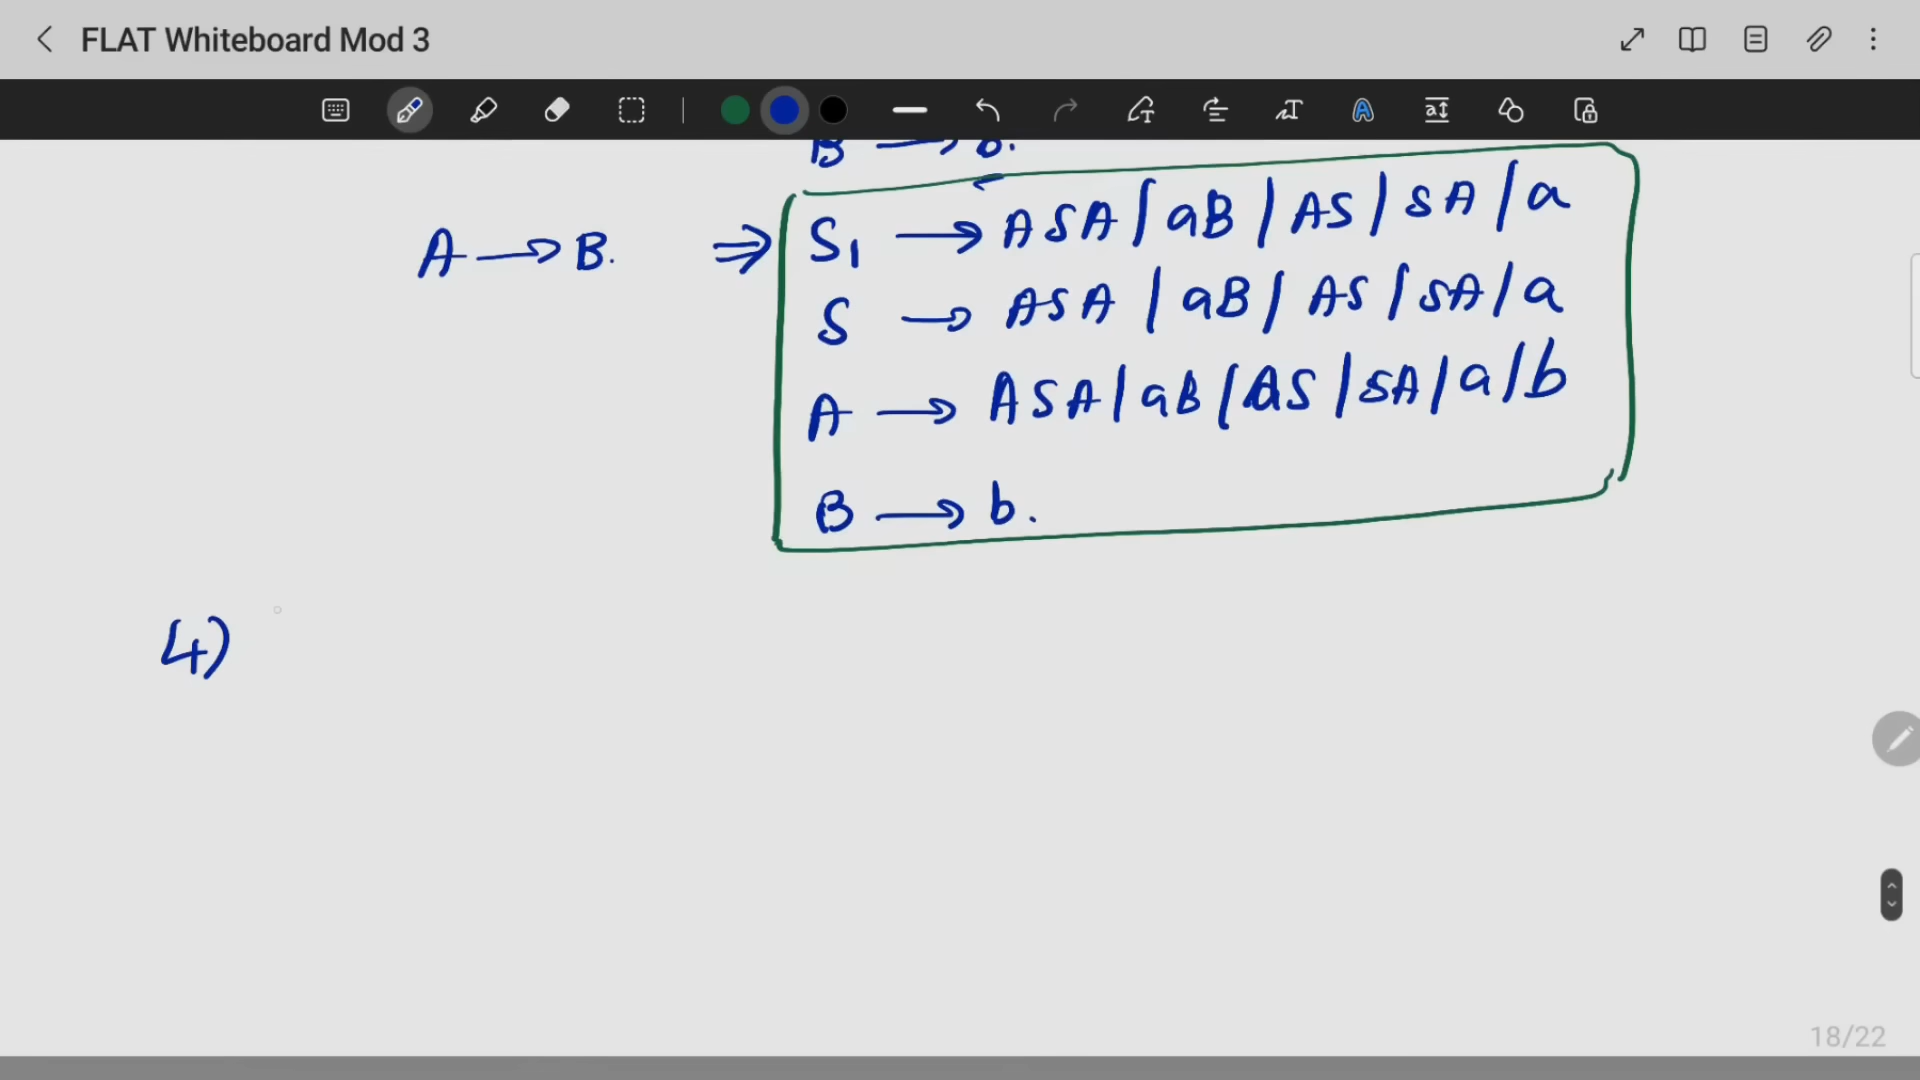 FLAT Whiteboard Mod 3
B → b.
A → B. ⇒ S₁ → ASA | aB | AS | SA | a
S → ASA | aB | AS | SA | a
A → ASA | aB | AS | SA | a | b
B → b.
4)
18/22